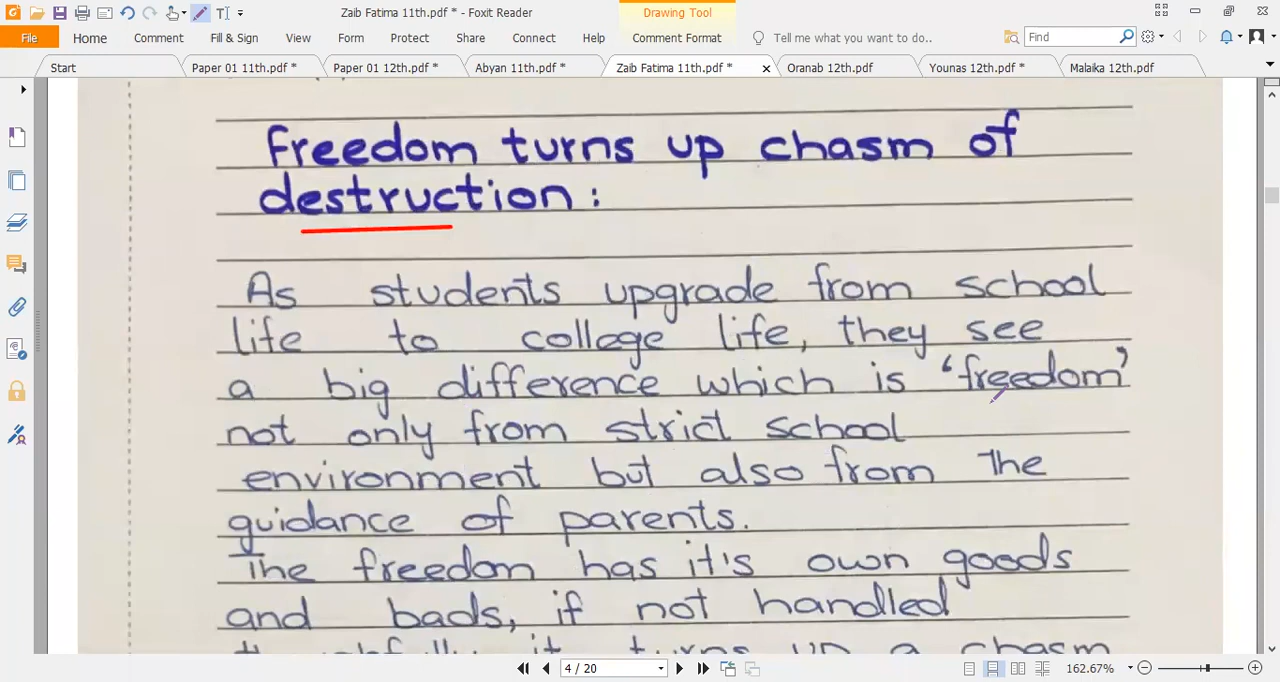 Zaib Fatima 11th.pdf * - Foxit Reader
Drawing Tool
File Home Comment Fill & Sign View Form Protect Share Connect Help Comment Format Tell me what you want to do.. Find
Start Paper 01 11th.pdf * Paper 01 12th.pdf * Abyan 11th.pdf * Zaib Fatima 11th.pdf * Oranab 12th.pdf Younas 12th.pdf * Malaika 12th.pdf
Freedom turns up chasm of
destruction:
As students upgrade from school
life to college life, they see
a big difference which is 'freedom'
not only from strict school
environment but also from the
guidance of parents.
The freedom has it's own goods
and bads, if not handled
it turns up a chasm
4 / 20
162.67%